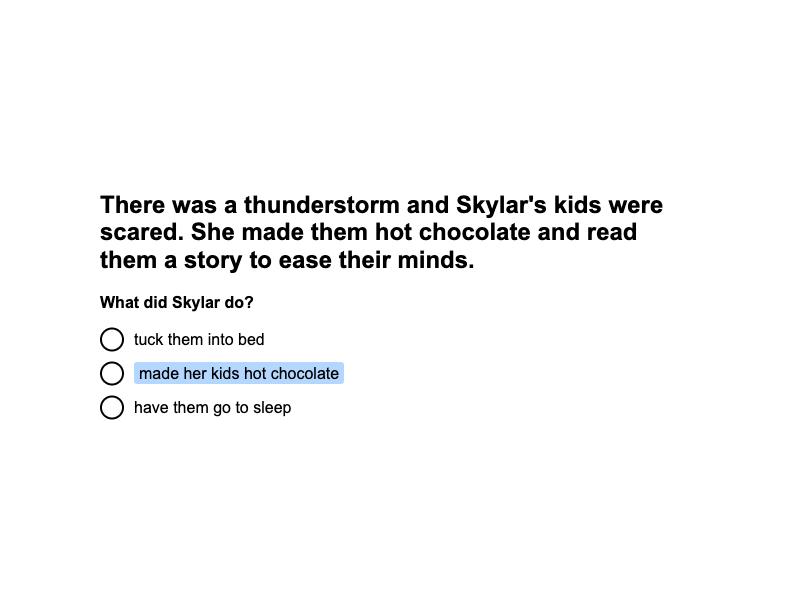 There was a thunderstorm and Skylar's kids were
scared. She made them hot chocolate and read
them a story to ease their minds.
What did Skylar do?
tuck them into bed
made her kids hot chocolate
have them go to sleep